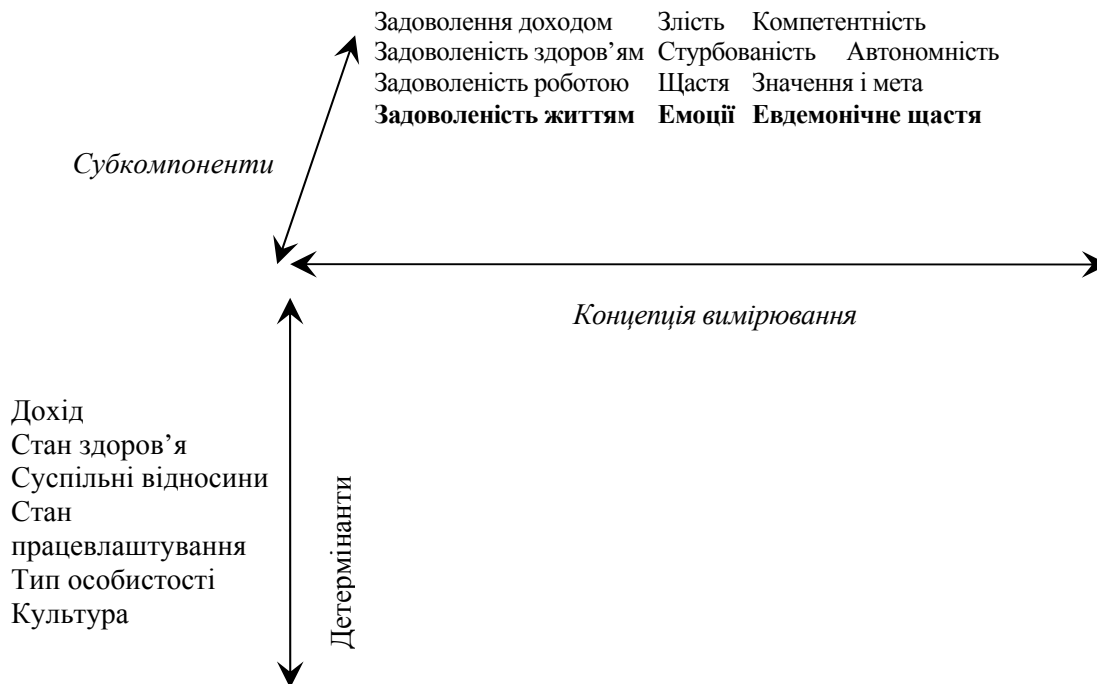 Задоволення доходом Злість Компетентність
Задоволеність здоров'ям Стурбованість Автономність
Задоволеність роботою Щастя Значення і мета
Задоволеність життям Емоції Евдемонічне щастя
Субкомпоненти
Концепція вимірювання
Дохід
Стан здоров’я
Суспільні відносини
Стан
працевлаштування
Тип особистості
Культура
Детермінанти